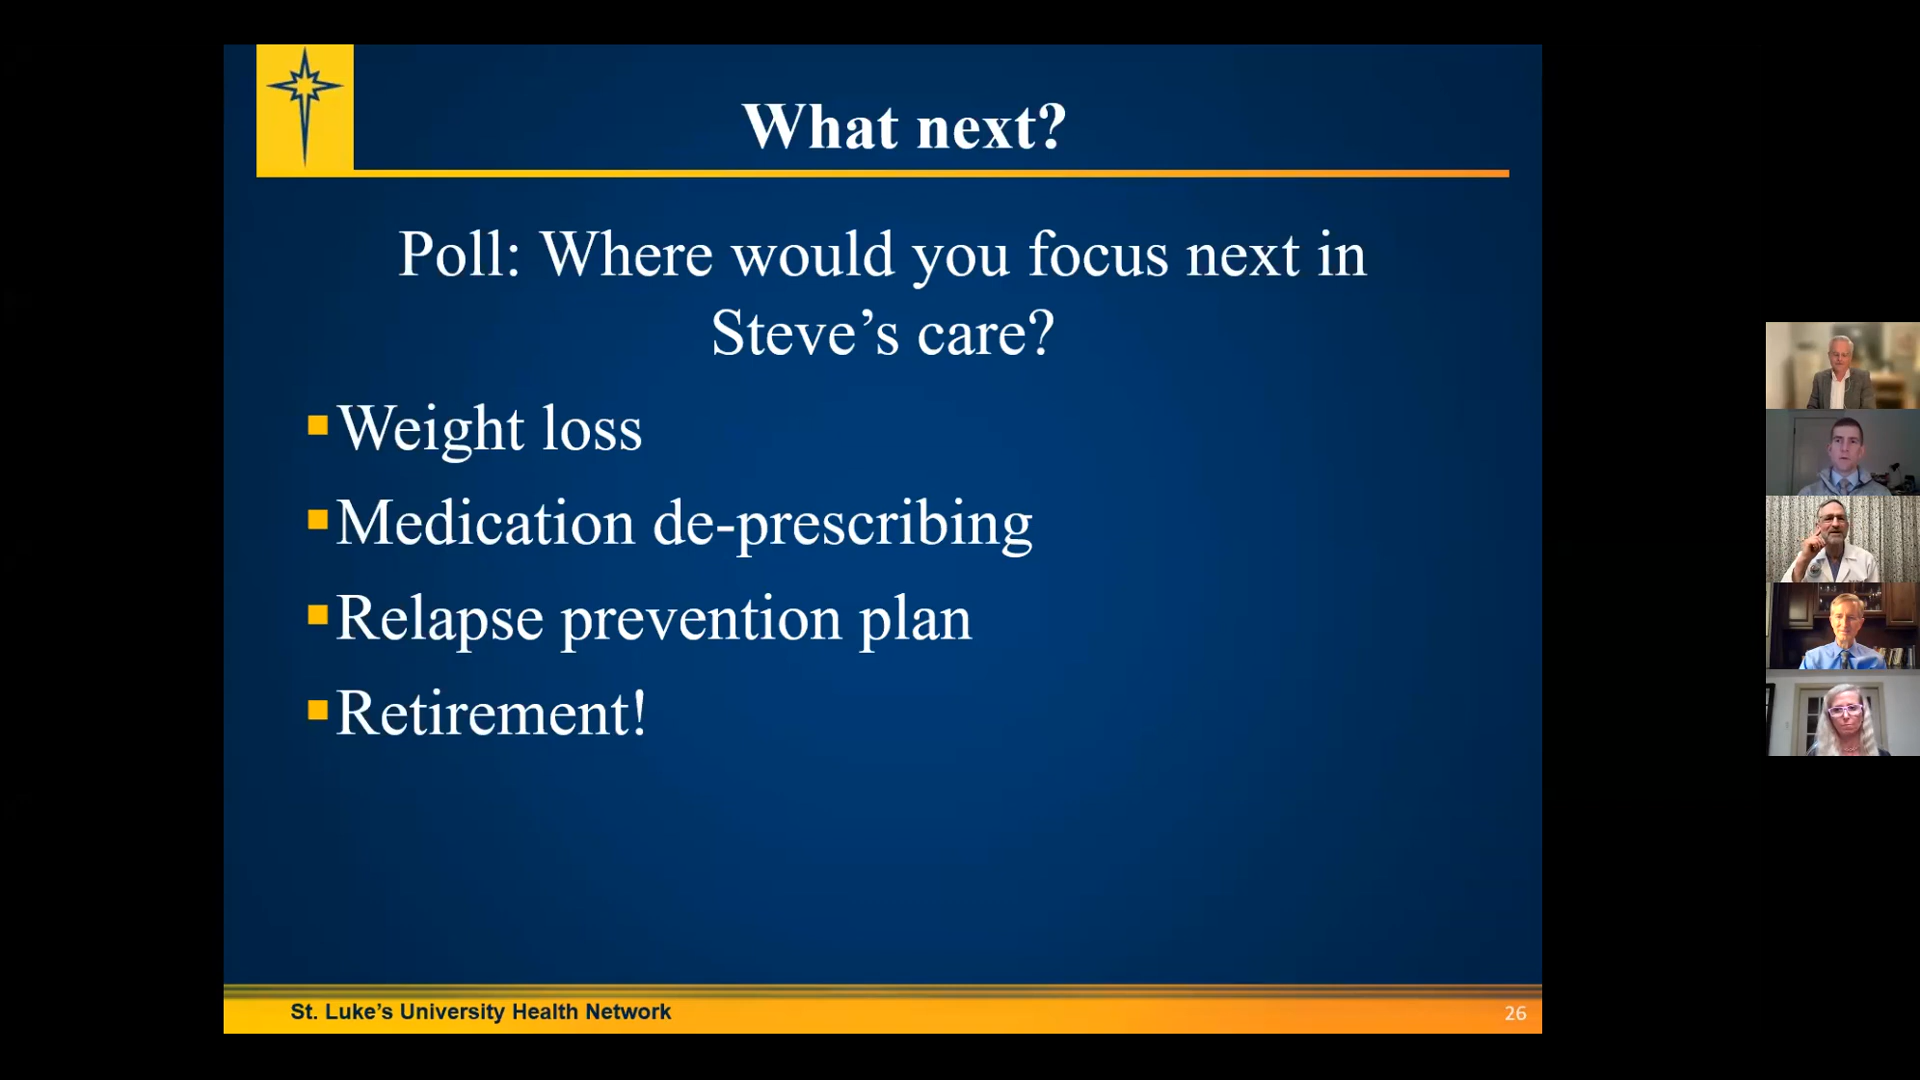 What next?
Poll: Where would you focus next in
Steve’s care?
Weight loss
Medication de-prescribing
Relapse prevention plan
Retirement!
St. Luke’s University Health Network
26